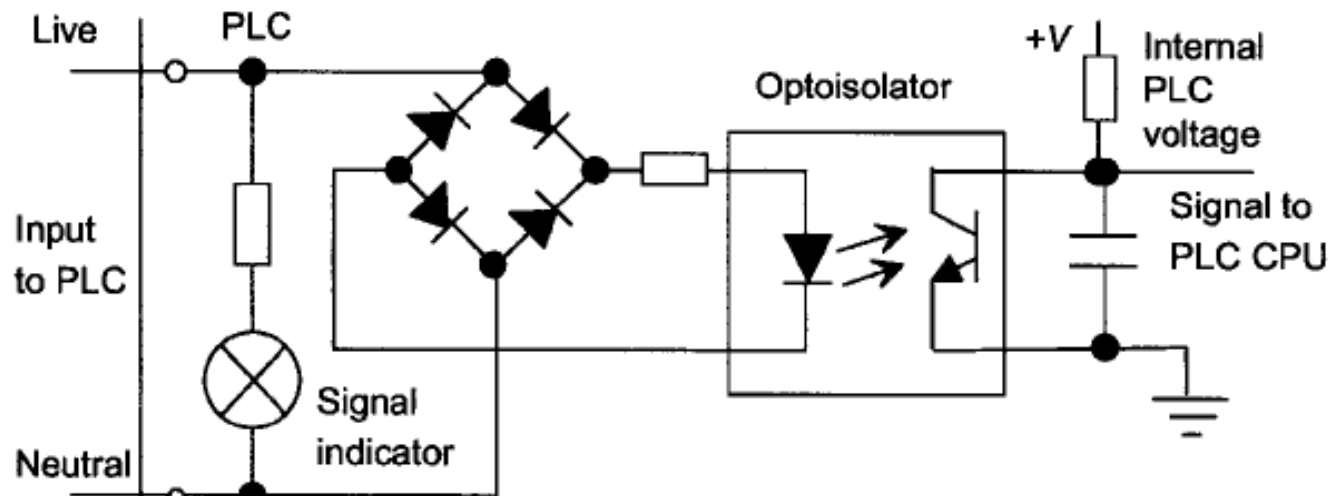 Live
PLC
+V
Internal
PLC
voltage
Optoisolator
Signal to
PLC CPU
Input
to PLC
Signal
indicator
Neutral